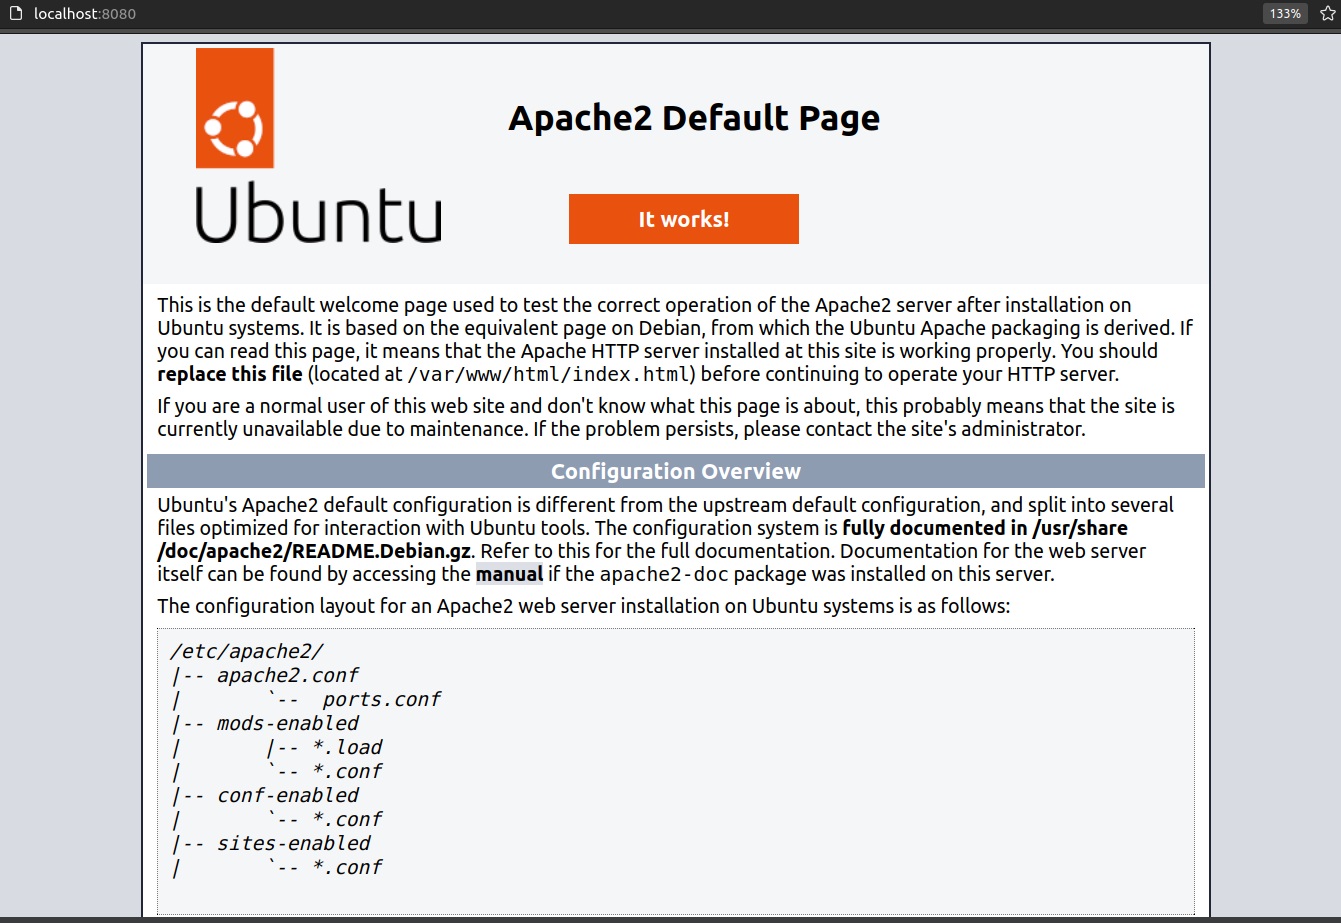 localhost:8080
133%
Apache2 Default Page
Ubuntu
It works!
This is the default welcome page used to test the correct operation of the Apache2 server after installation on
Ubuntu systems. It is based on the equivalent page on Debian, from which the Ubuntu Apache packaging is derived. If
you can read this page, it means that the Apache HTTP server installed at this site is working properly. You should
replace this file (located at /var/www/html/index.html) before continuing to operate your HTTP server.
If you are a normal user of this web site and don't know what this page is about, this probably means that the site is
currently unavailable due to maintenance. If the problem persists, please contact the site's administrator.
Configuration Overview
Ubuntu's Apache2 default configuration is different from the upstream default configuration, and split into several
files optimized for interaction with Ubuntu tools. The configuration system is fully documented in /usr/share
/doc/apache2/README.Debian.gz. Refer to this for the full documentation. Documentation for the web server
itself can be found by accessing the manual if the apache2-doc package was installed on this server.
The configuration layout for an Apache2 web server installation on Ubuntu systems is as follows:
/etc/apache2/
|-- apache2.conf
|       `--  ports.conf
|-- mods-enabled
|       |-- *.load
|       `-- *.conf
|-- conf-enabled
|       `-- *.conf
|-- sites-enabled
|       `-- *.conf